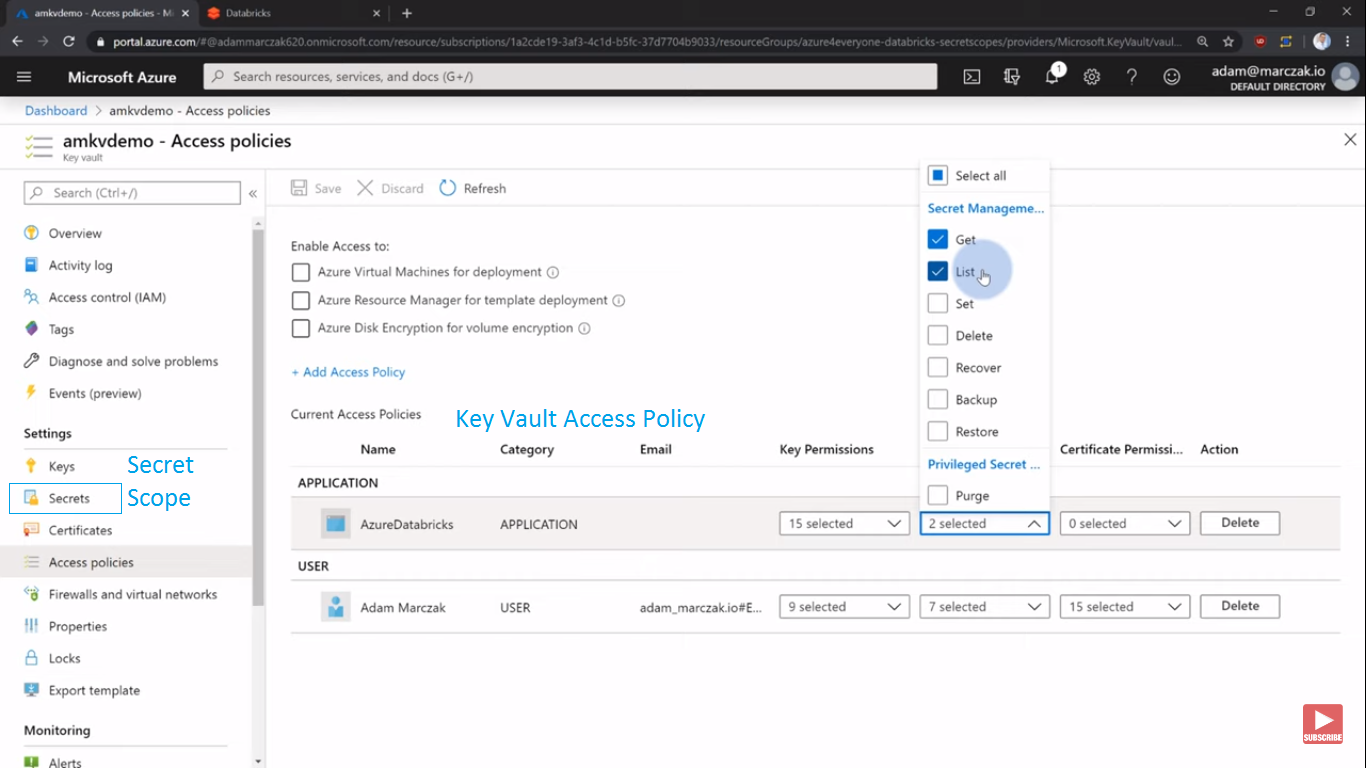 amkvdemo - Access policies - Mi
Databricks
portal.azure.com/#@adammarczak620.onmicrosoft.com/resource/subscriptions/1a2cde19-3af3-4c1d-b5fc-37d7704b9033/resourceGroups/azure4everyone-databricks-secretscopes/providers/Microsoft.KeyVault/vaul...
Microsoft Azure
Search resources, services, and docs (G+/)
1
adam@marczak.io
DEFAULT DIRECTORY
Dashboard > amkvdemo - Access policies
amkvdemo - Access policies
Key vault
Search (Ctrl+/)
«
Overview
Activity log
Access control (IAM)
Tags
Diagnose and solve problems
Events (preview)
Settings
Keys
Secrets
Secret
Scope
Certificates
Access policies
Firewalls and virtual networks
Properties
Locks
Export template
Monitoring
Alerts
Save
Discard
Refresh
Enable Access to:
Azure Virtual Machines for deployment
Azure Resource Manager for template deployment
Azure Disk Encryption for volume encryption
+ Add Access Policy
Current Access Policies
Key Vault Access Policy
Name Category Email Key Permissions Certificate Permissi... Action
APPLICATION
AzureDatabricks APPLICATION 15 selected 2 selected 0 selected Delete
USER
Adam Marczak USER adam_marczak.io#E... 9 selected 7 selected 15 selected Delete
Select all
Secret Manageme...
Get
List
Set
Delete
Recover
Backup
Restore
Privileged Secret ...
Purge
SUBSCRIBE